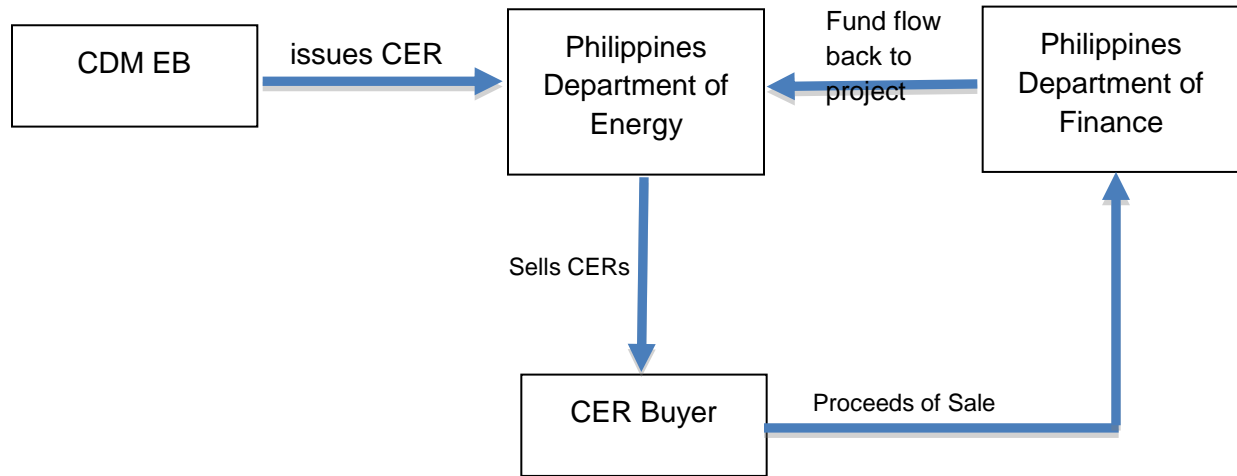 CDM EB
issues CER
Philippines
Department of
Energy
Fund flow
back to
project
Philippines
Department of
Finance
Sells CERs
CER Buyer
Proceeds of Sale